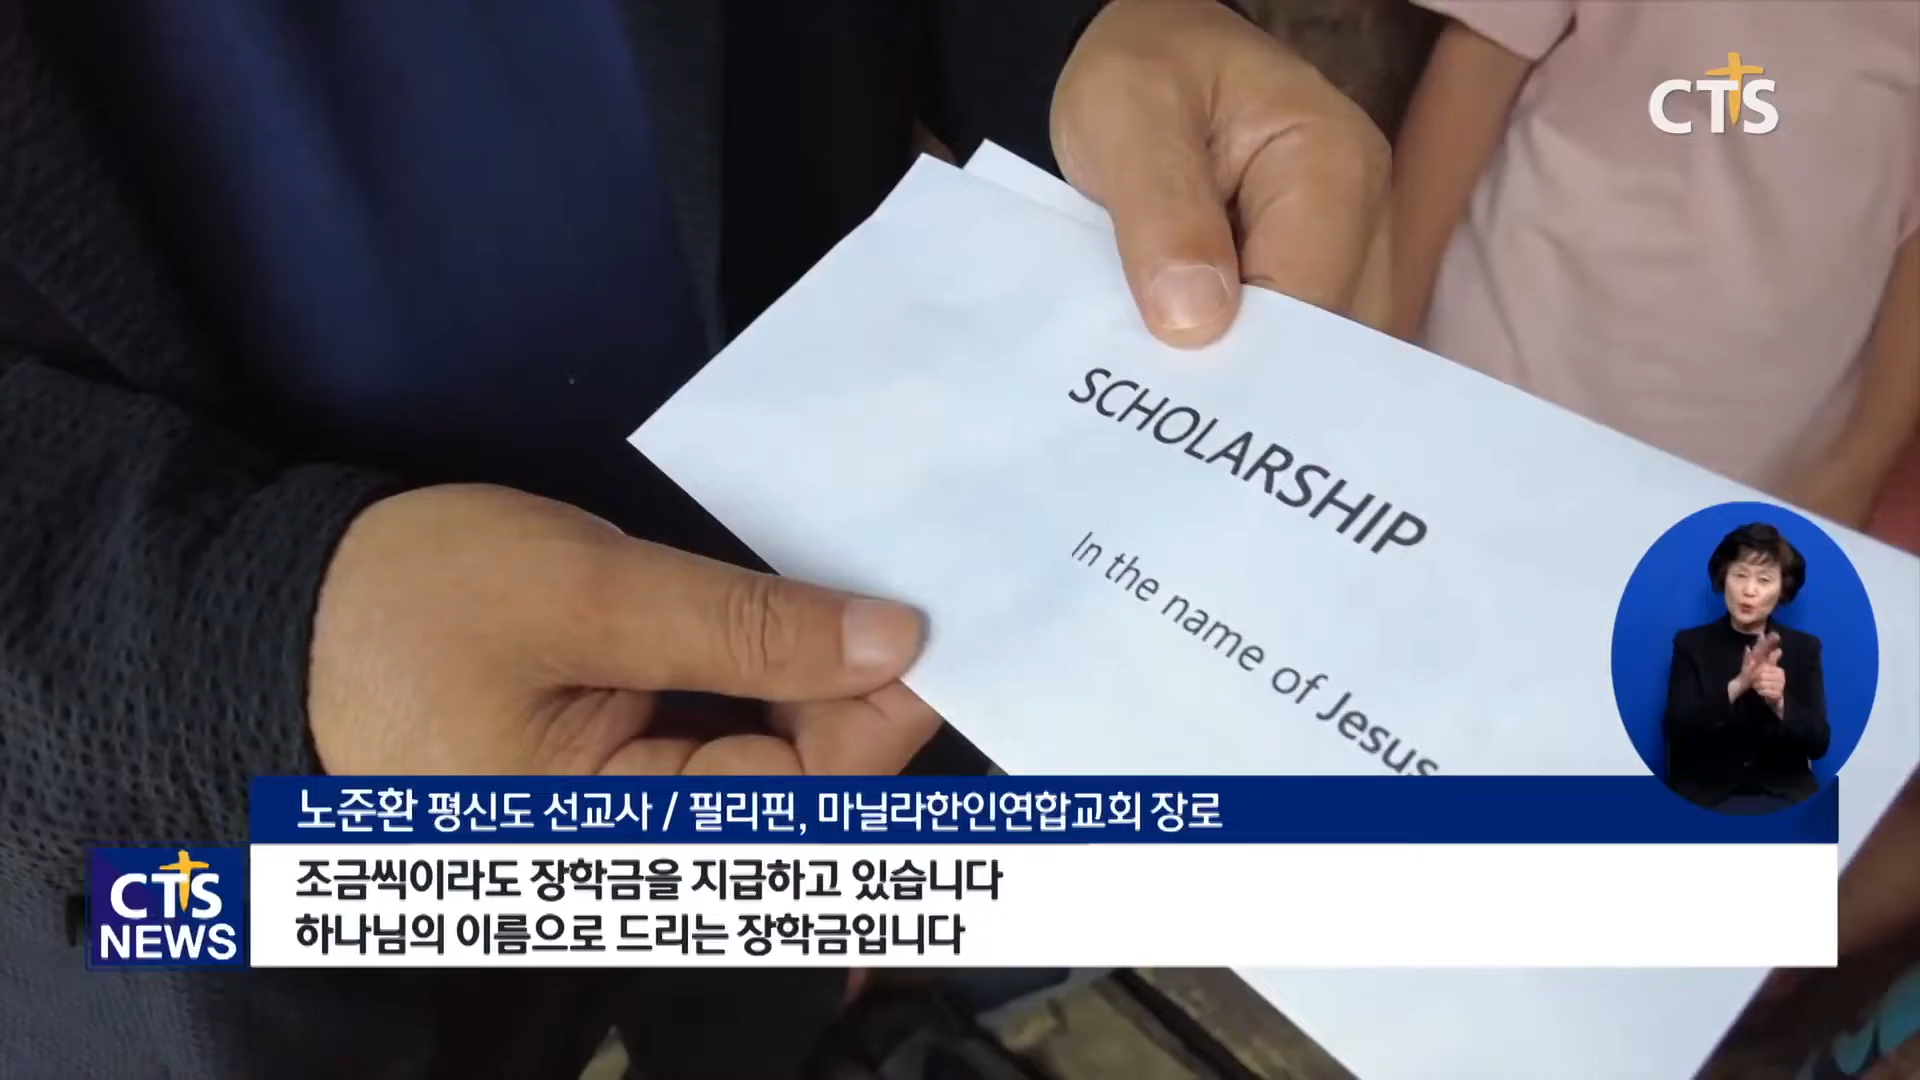 CTS
SCHOLARSHIP
In the name of Jesus
노준환 평신도 선교사 / 필리핀, 마닐라한인연합교회 장로
조금씩이라도 장학금을 지급하고 있습니다
하나님의 이름으로 드리는 장학금입니다
CTS
NEWS